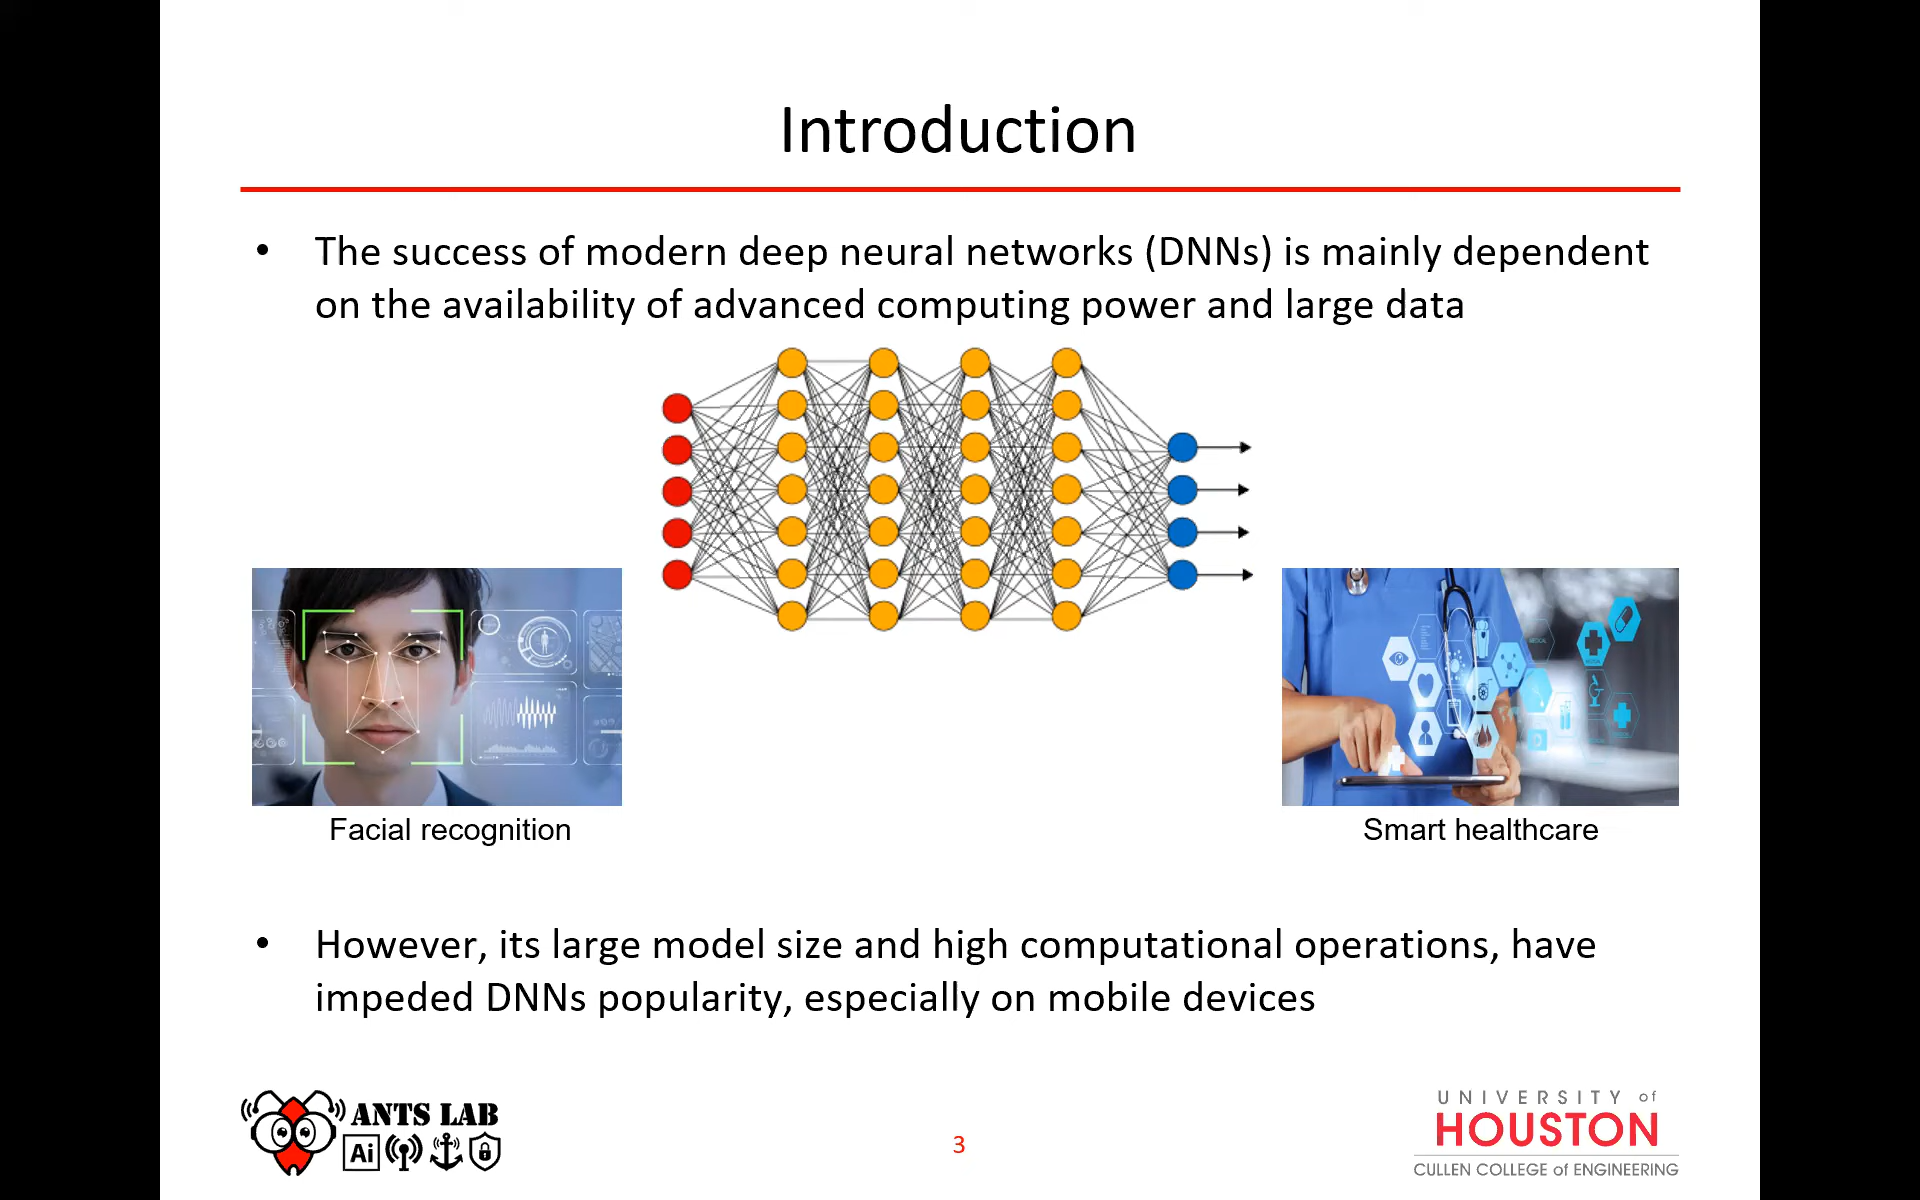 Introduction
• The success of modern deep neural networks (DNNs) is mainly dependent
on the availability of advanced computing power and large data
Facial recognition
Smart healthcare
• However, its large model size and high computational operations, have
impeded DNNs popularity, especially on mobile devices
ANTS LAB
Ai
3
UNIVERSITY of
HOUSTON
CULLEN COLLEGE of ENGINEERING